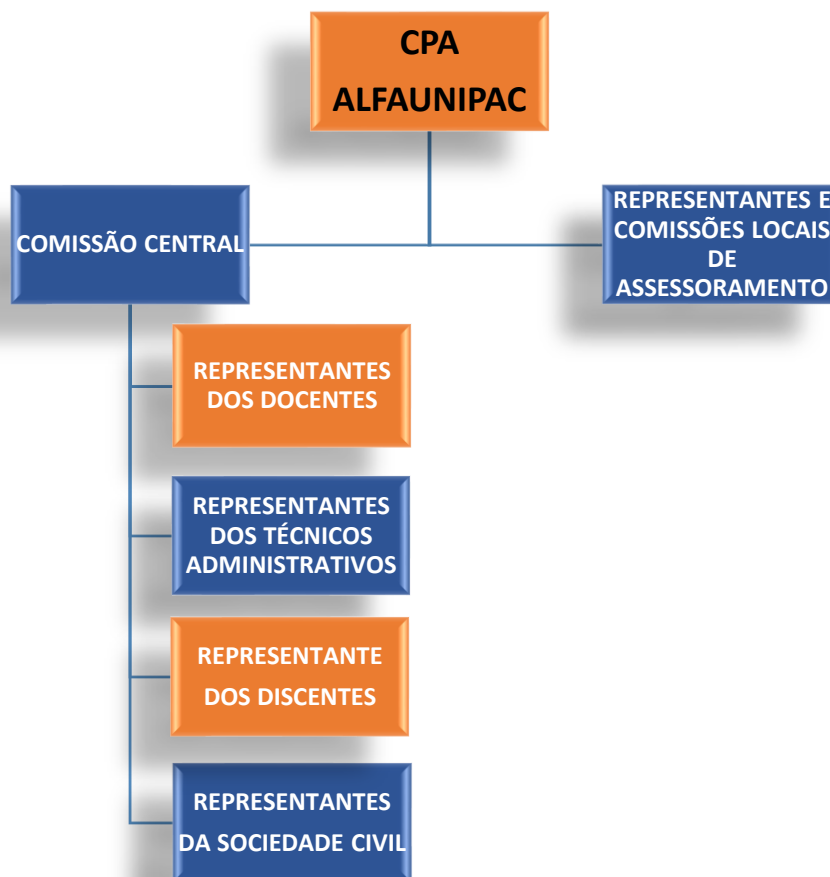 CPA
ALFAUNIPAC
COMISSÃO CENTRAL
REPRESENTANTES E
COMISSÕES LOCAIS
DE
ASSESSORAMENTO
REPRESENTANTES
DOS DOCENTES
REPRESENTANTES
DOS TÉCNICOS
ADMINISTRATIVOS
REPRESENTANTE
DOS DISCENTES
REPRESENTANTES
DA SOCIEDADE CIVIL